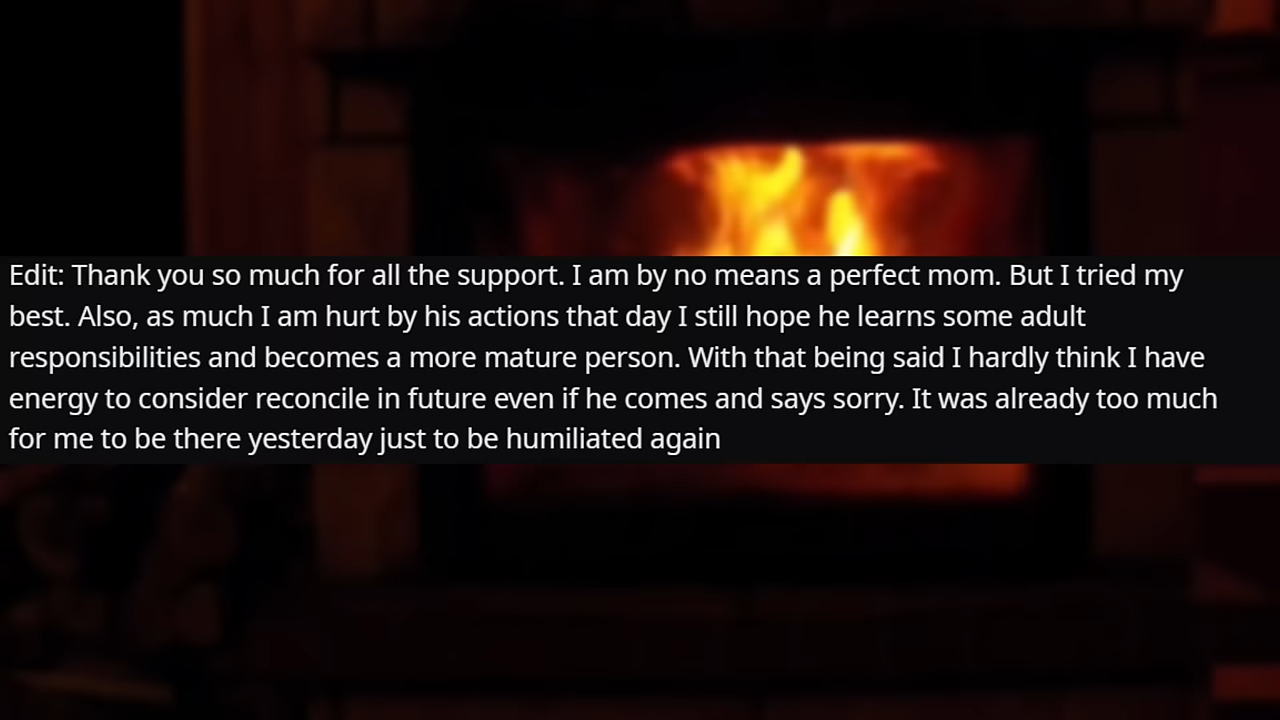 Edit: Thank you so much for all the support. I am by no means a perfect mom. But I tried my
best. Also, as much I am hurt by his actions that day I still hope he learns some adult
responsibilities and becomes a more mature person. With that being said I hardly think I have
energy to consider reconcile in future even if he comes and says sorry. It was already too much
for me to be there yesterday just to be humiliated again